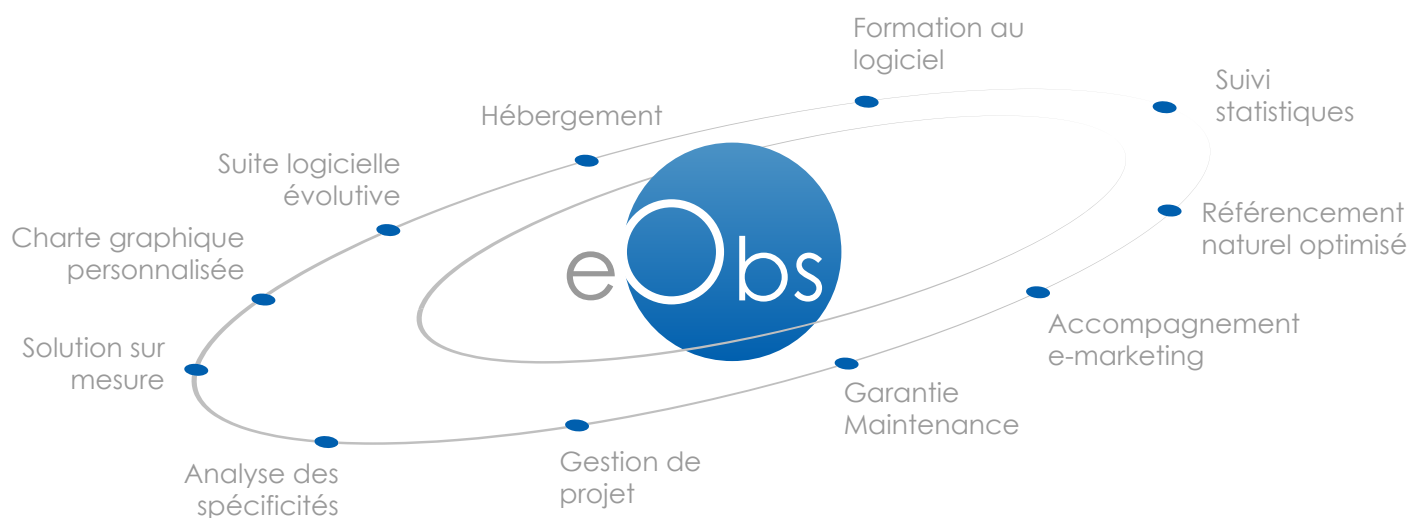 Formation au
logiciel
Suivi
statistiques
Hébergement
Suite logicielle
évolutive
Charte graphique
personnalisée
Référencement
naturel optimisé
eObs
Solution sur
mesure
Accompagnement
e-marketing
Garantie
Maintenance
Analyse des
spécificités
Gestion de
projet